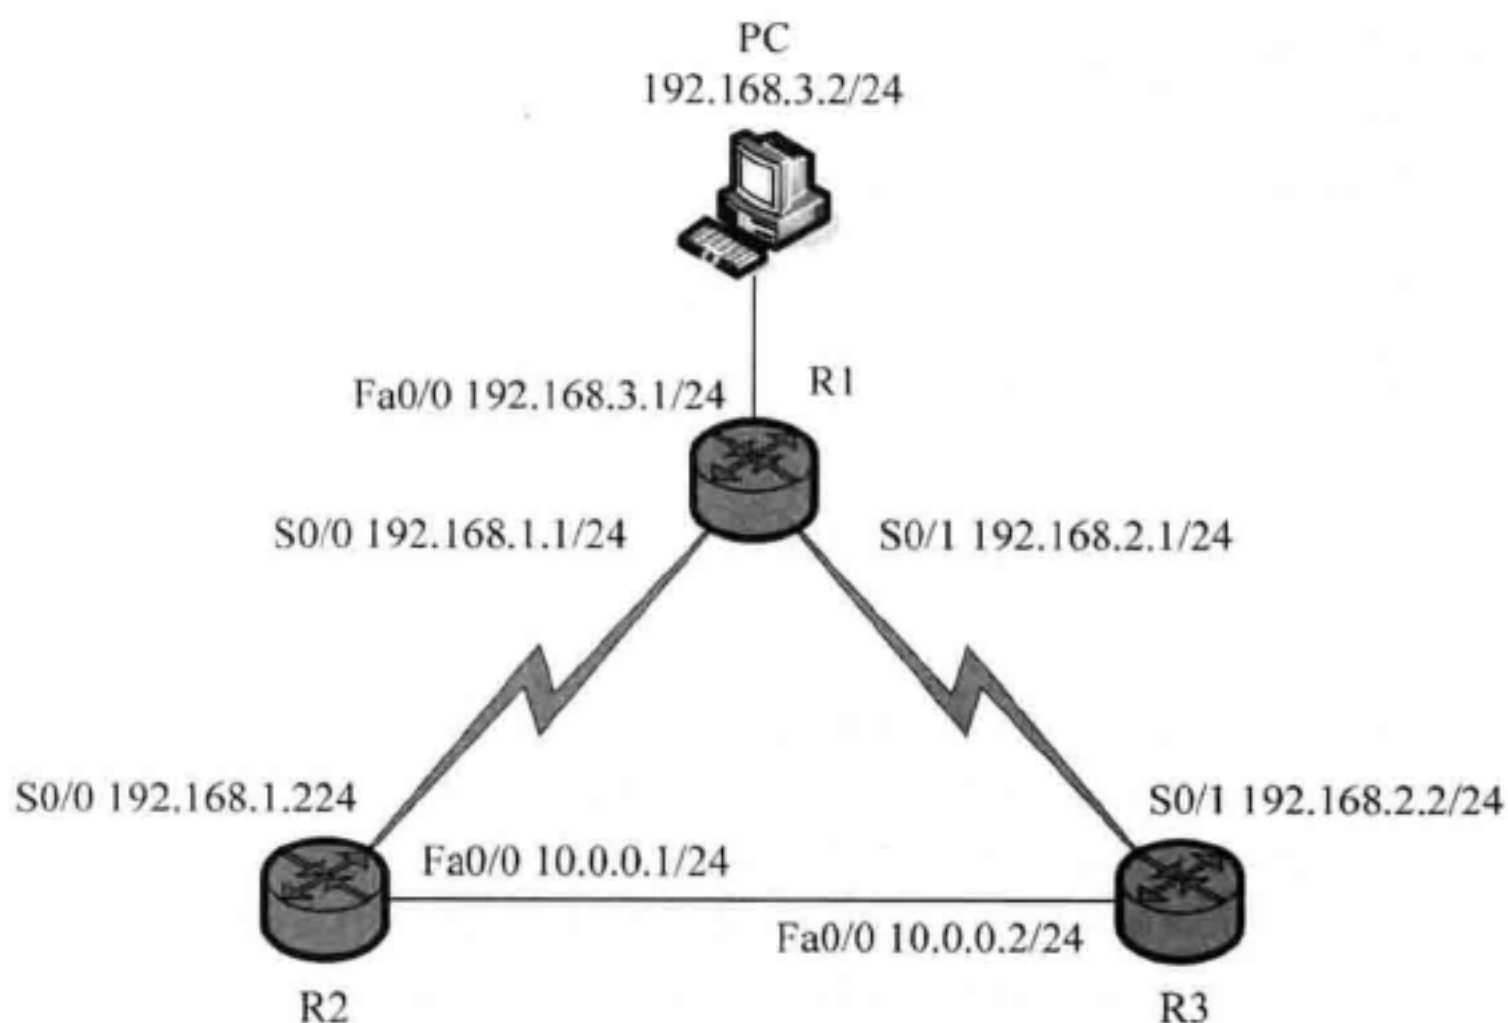 PC
192.168.3.2/24
R1
Fa0/0 192.168.3.1/24
S0/0 192.168.1.1/24
S0/1 192.168.2.1/24
S0/0 192.168.1.224
S0/1 192.168.2.2/24
Fa0/0 10.0.0.1/24
Fa0/0 10.0.0.2/24
R2
R3